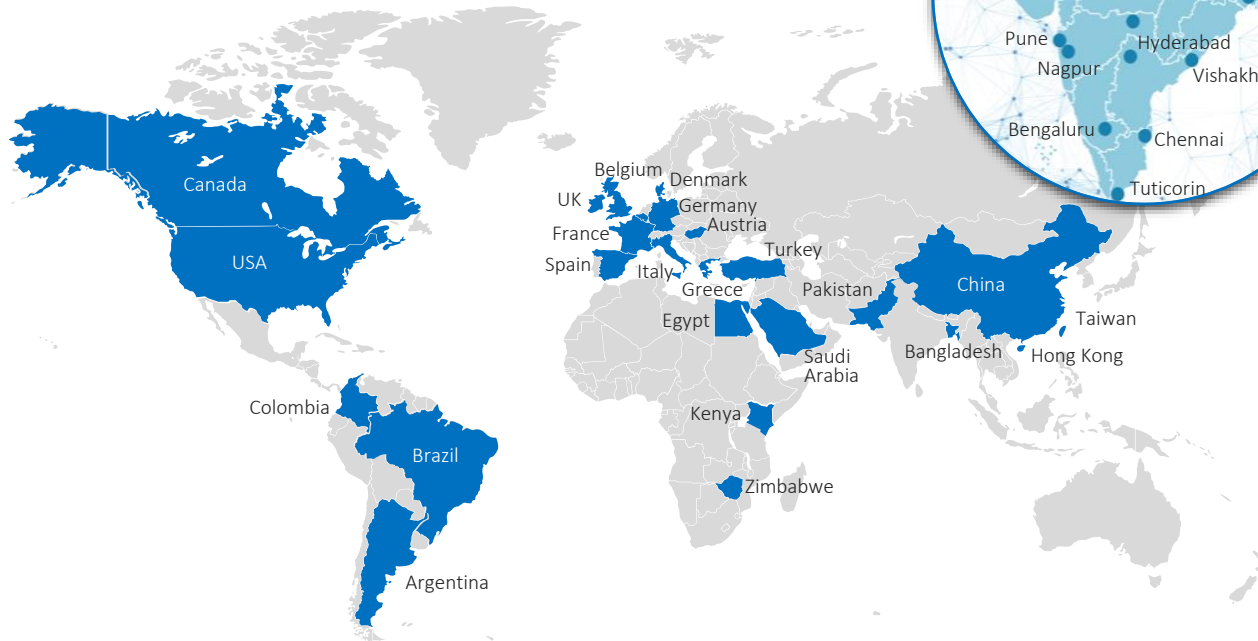 Pune
Hyderabad
Nagpur
Vishakh
Bengaluru
Chennai
Tuticorin
Belgium
Denmark
UK
Germany
Austria
France
Spain
Italy
Turkey
Greece
Pakistan
Egypt
Saudi
Arabia
Canada
USA
China
Taiwan
Bangladesh
Hong Kong
Colombia
Kenya
Brazil
Zimbabwe
Argentina